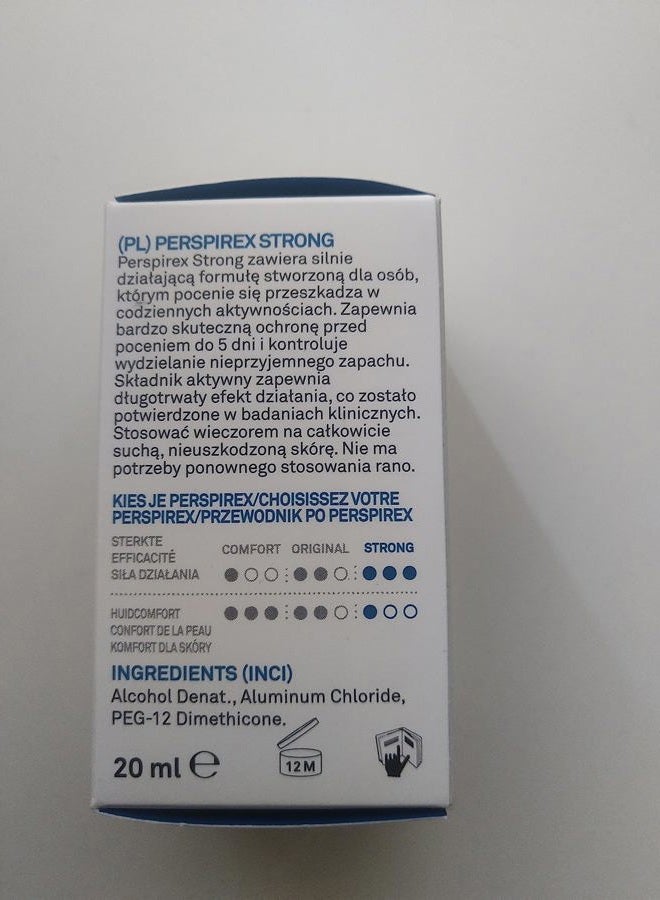 (PL) PERSPIREX STRONG
Perspirex Strong zawiera silnie
działającą formułę stworzoną dla osób,
którym pocenie się przeszkadza w
codziennych aktywnościach. Zapewnia
bardzo skuteczną ochronę przed
poceniem do 5 dni i kontroluje
wydzielanie nieprzyjemnego zapachu.
Składnik aktywny zapewnia
długotrwały efekt działania, co zostało
potwierdzone w badaniach klinicznych.
Stosować wieczorem na całkowicie
suchą, nieuszkodzoną skórę. Nie ma
potrzeby ponownego stosowania rano.
KIES JE PERSPIREX/CHOISISSEZ VOTRE
PERSPIREX/PRZEWODNIK PO PERSPIREX
STERKTE
EFFICACITÉ
SIŁA DZIAŁANIA
COMFORT ORIGINAL STRONG
HUIDCOMFORT
CONFORT DE LA PEAU
KOMFORT DLA SKÓRY
INGREDIENTS (INCI)
Alcohol Denat., Aluminum Chloride,
PEG-12 Dimethicone.
20 ml ℮
12 M